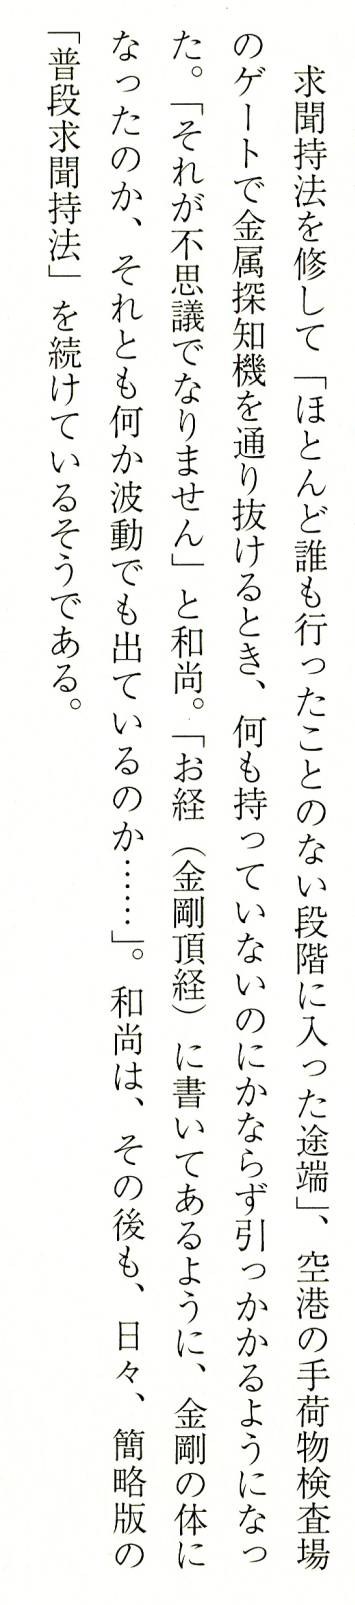 求聞持法を修して「ほとんど誰も行ったことのない段階に入った途端」、空港の手荷物検査場
のゲートで金属探知機を通り抜けるとき、何も持っていないのにかならず引っかかるようになっ
た。「それが不思議でなりません」と和尚。「お経（金剛頂経）に書いてあるように、金剛の体に
なったのか、それとも何か波動でも出ているのか……」。和尚は、その後も、日々、簡略版の
「普段求聞持法」を続けているそうである。